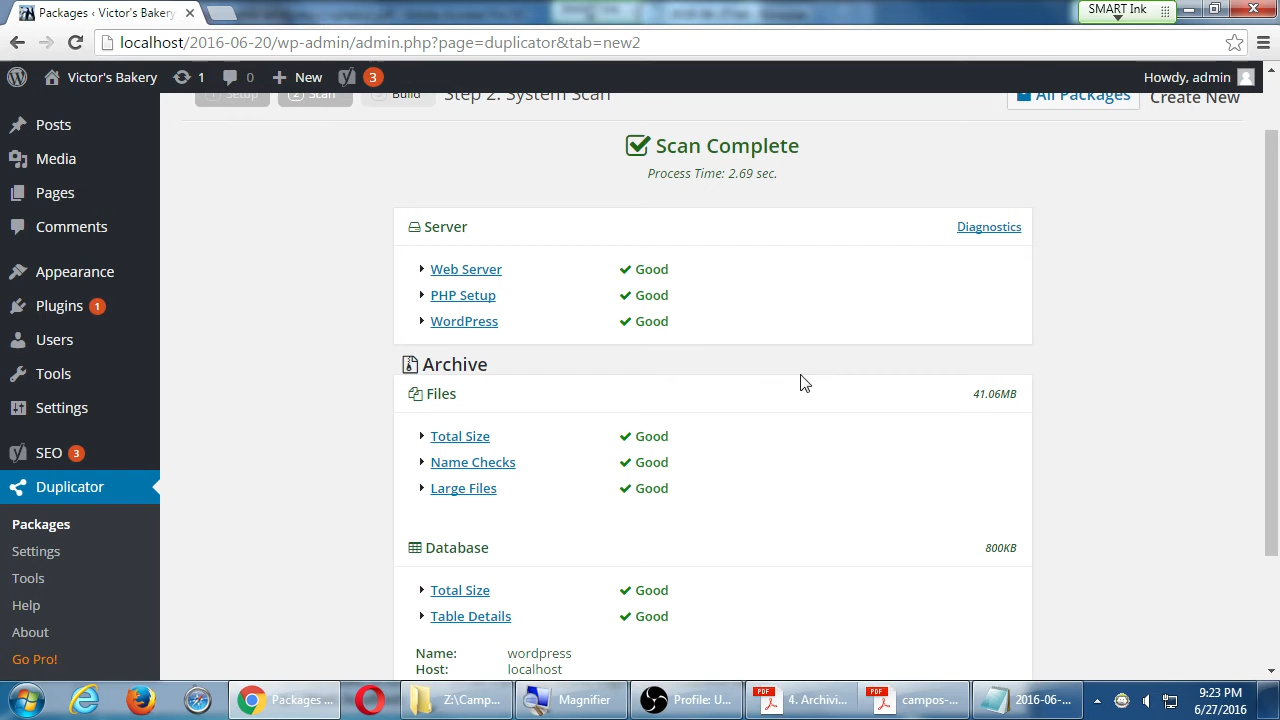 Packages ‹ Victor's Bakery
SMART Ink
localhost/2016-06-20/wp-admin/admin.php?page=duplicator&tab=new2
Victor's Bakery 1 0 New 3 Howdy, admin
1 Setup 2 Scan 3 Build Step 2: System Scan All Packages Create New
Posts
Media
Pages
Comments
Appearance
Plugins 1
Users
Tools
Settings
SEO 3
Duplicator
Packages
Settings
Tools
Help
About
Go Pro!
Scan Complete
Process Time: 2.69 sec.
Server Diagnostics
Web Server Good
PHP Setup Good
WordPress Good
Archive
Files 41.06MB
Total Size Good
Name Checks Good
Large Files Good
Database 800KB
Total Size Good
Table Details Good
Name: wordpress
Host: localhost
Packages ... Z:\Camp... Magnifier Profile: U... 4. Archivi... campos-... 2016-06-...
9:23 PM
6/27/2016